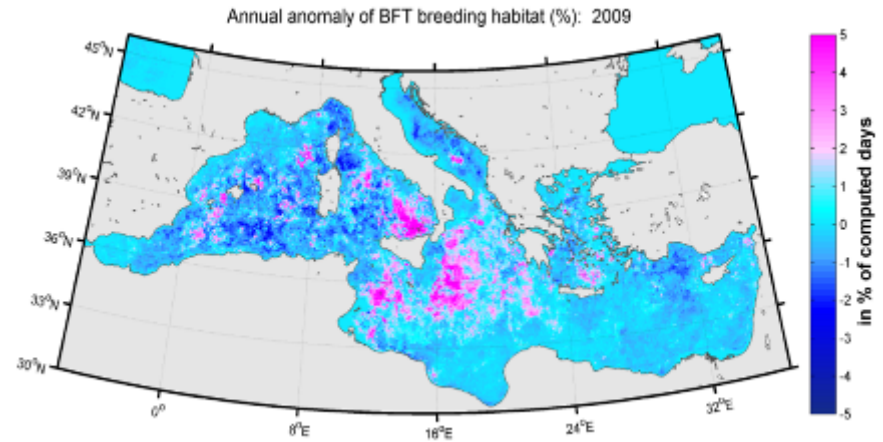 Annual anomaly of BFT breeding habitat (%): 2009
45°N
42°N
39°N
36°N
33°N
30°N
0°
8°E
16°E
24°E
32°E
5
4
3
2
1
0
-1
-2
-3
-4
-5
in % of computed days